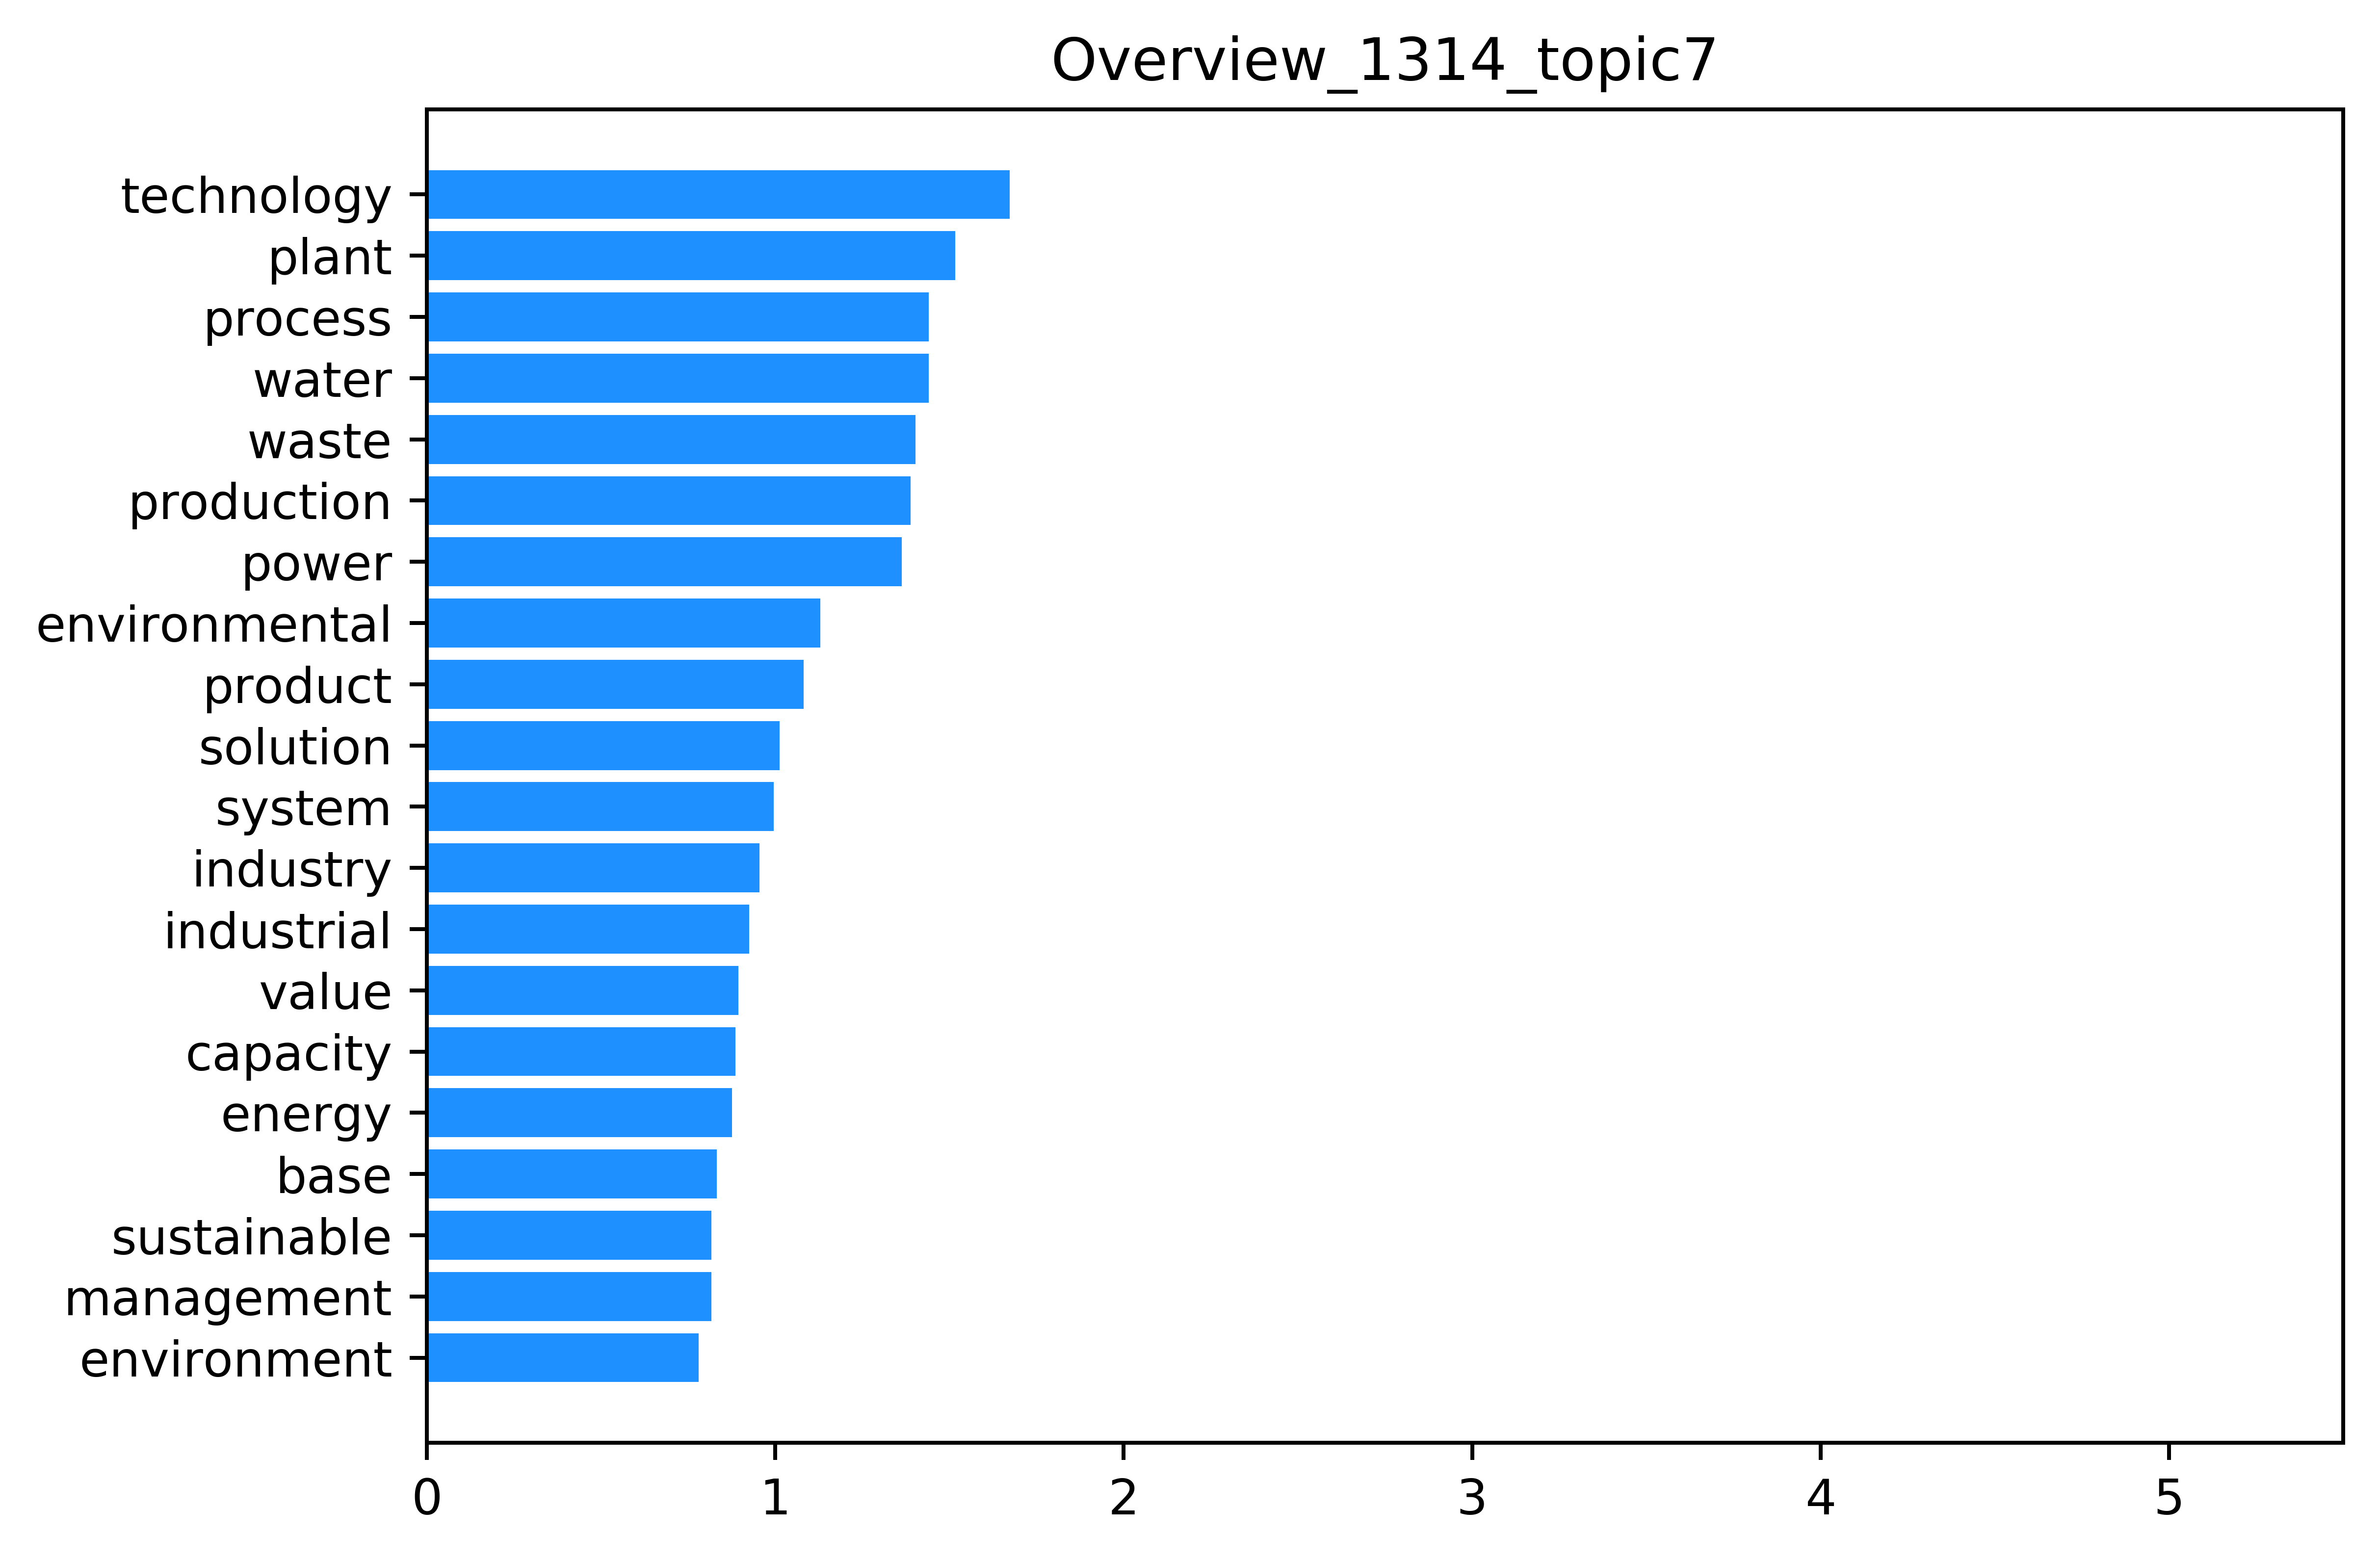 Overview_1314_topic7
technology
plant
process
water
waste
production
power
environmental
product
solution
system
industry
industrial
value
capacity
energy
base
sustainable
management
environment
0 1 2 3 4 5